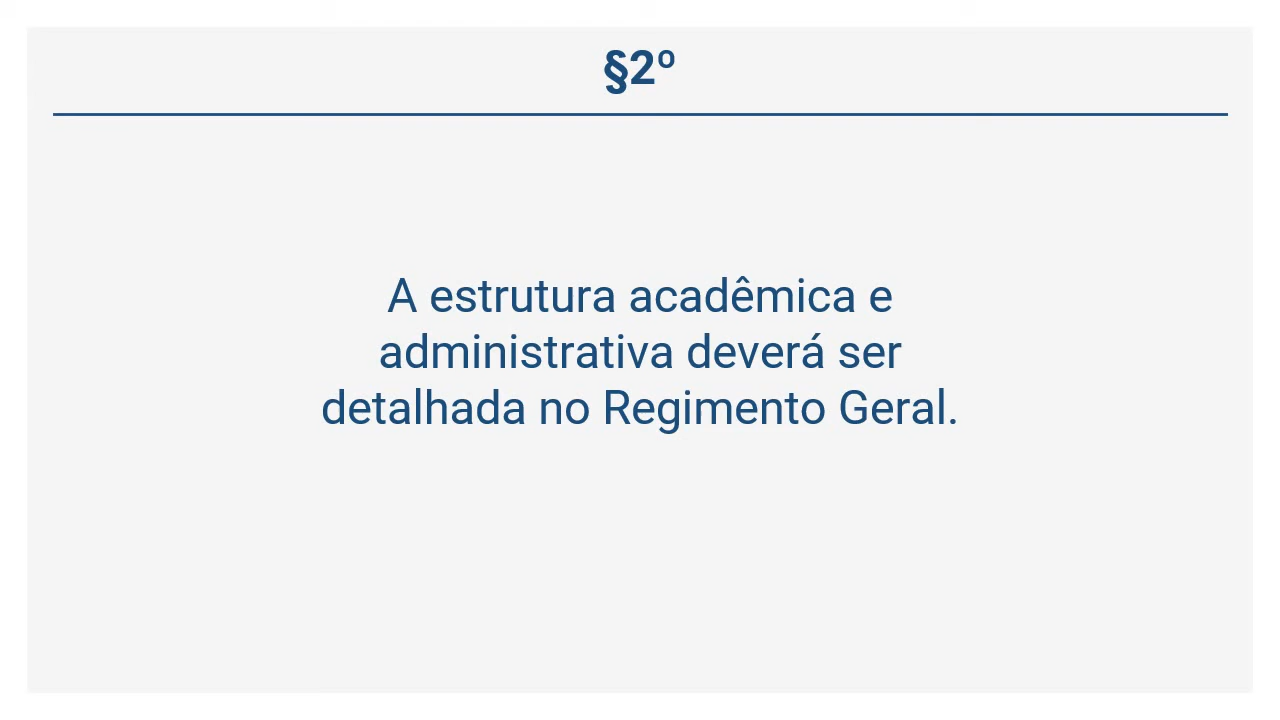 §2º
A estrutura acadêmica e
administrativa deverá ser
detalhada no Regimento Geral.